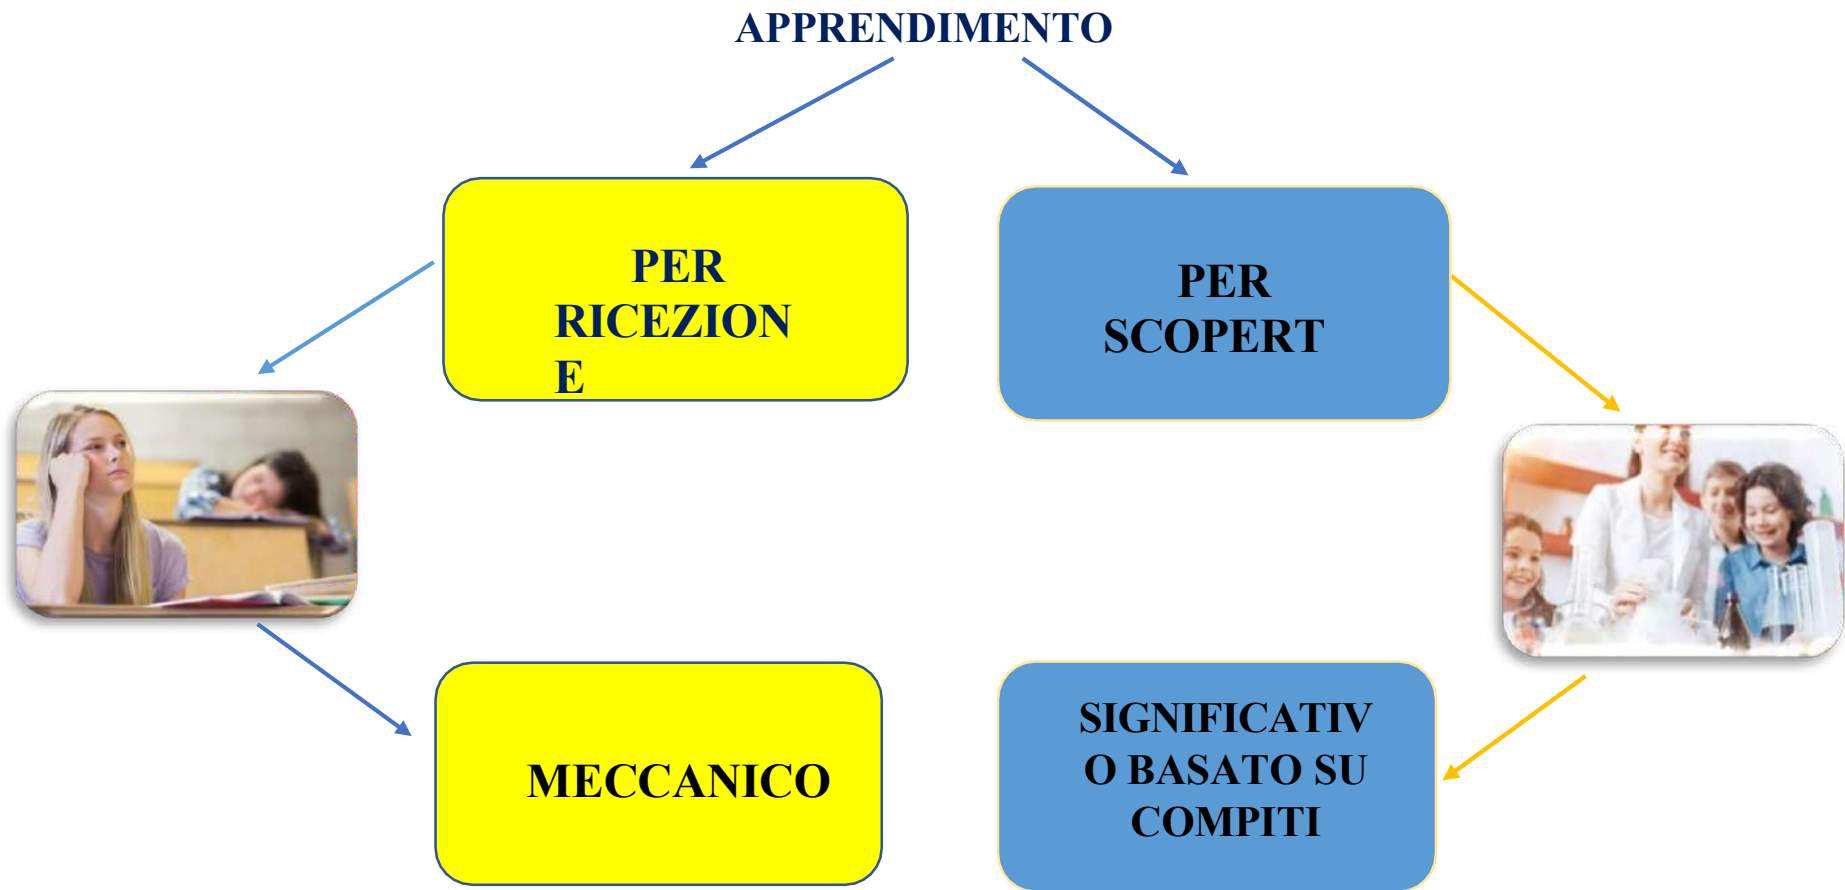 APPRENDIMENTO
PER
RICEZION
E
PER
SCOPERT
MECCANICO
SIGNIFICATIV
O BASATO SU
COMPITI